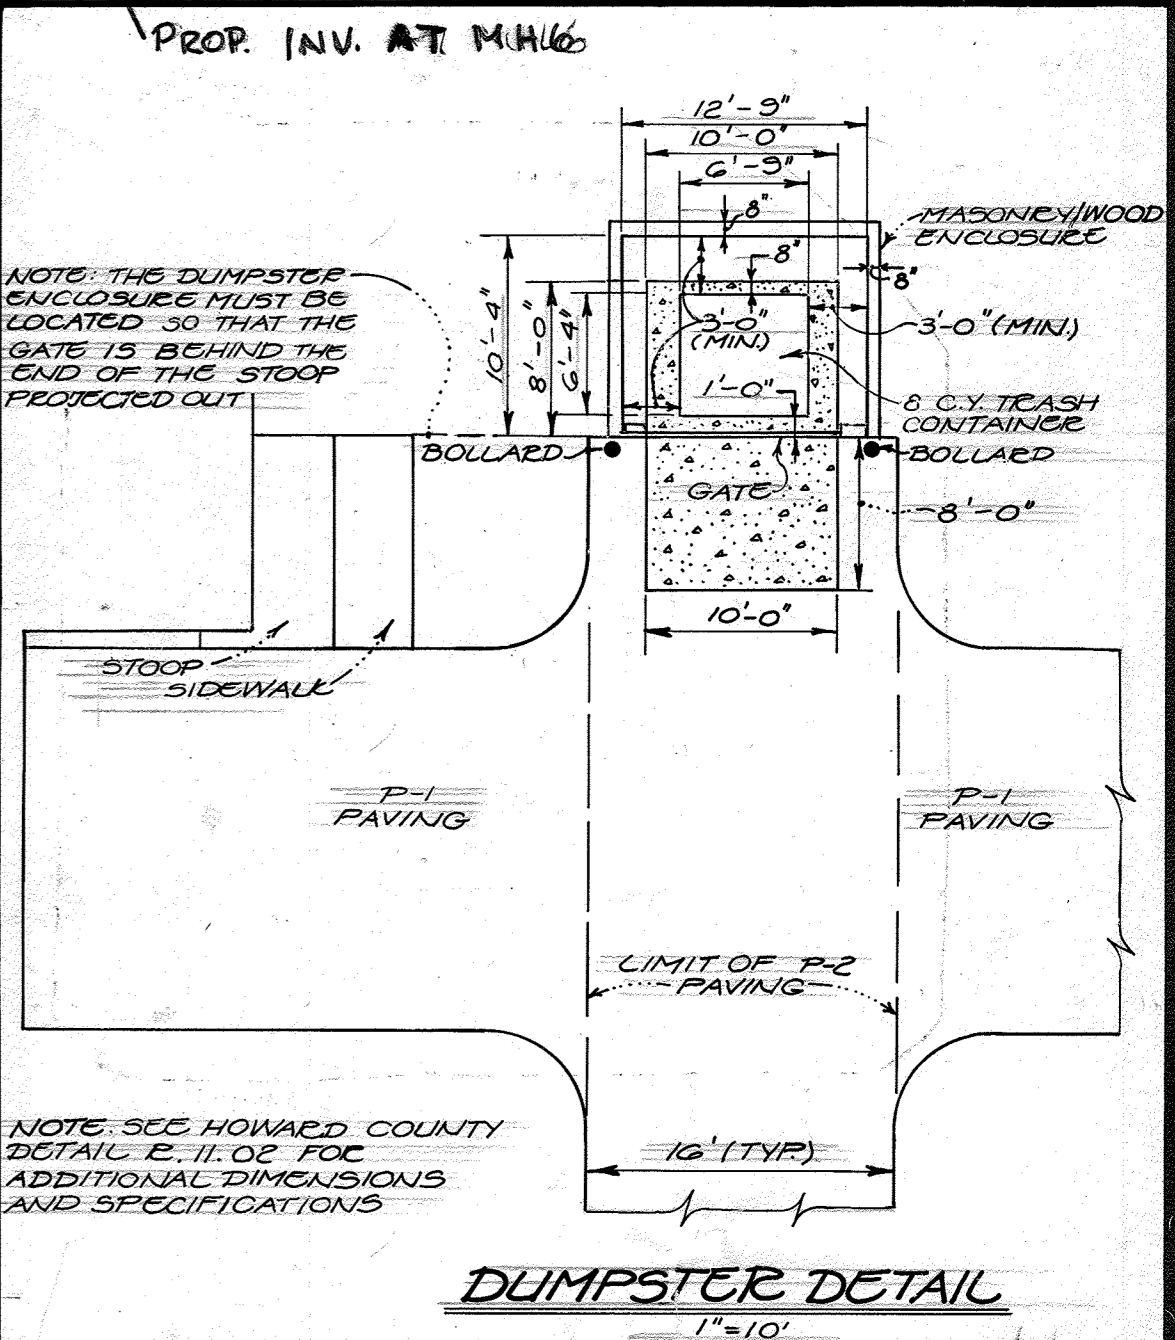 PROP. INV. AT MH
12'-9"
10'-0"
6'-9"
8"
8"
MASONRY/WOOD
ENCLOSURE
8"
NOTE: THE DUMPSTER
ENCLOSURE MUST BE
LOCATED SO THAT THE
GATE IS BEHIND THE
END OF THE STOOP
PROJECTED OUT
10'-4"
8'-0"
6'-4"
3'-0"
(MIN.)
3'-0" (MIN.)
1'-0"
8 C.Y. TRASH
CONTAINER
BOLLARD
BOLLARD
GATE
8'-0"
10'-0"
STOOP
SIDEWALK
P-1
PAVING
P-1
PAVING
LIMIT OF P-2
PAVING
NOTE: SEE HOWARD COUNTY
DETAIL R. 11.02 FOR
ADDITIONAL DIMENSIONS
AND SPECIFICATIONS
16' (TYP.)
DUMPSTER DETAIL
1"=10'